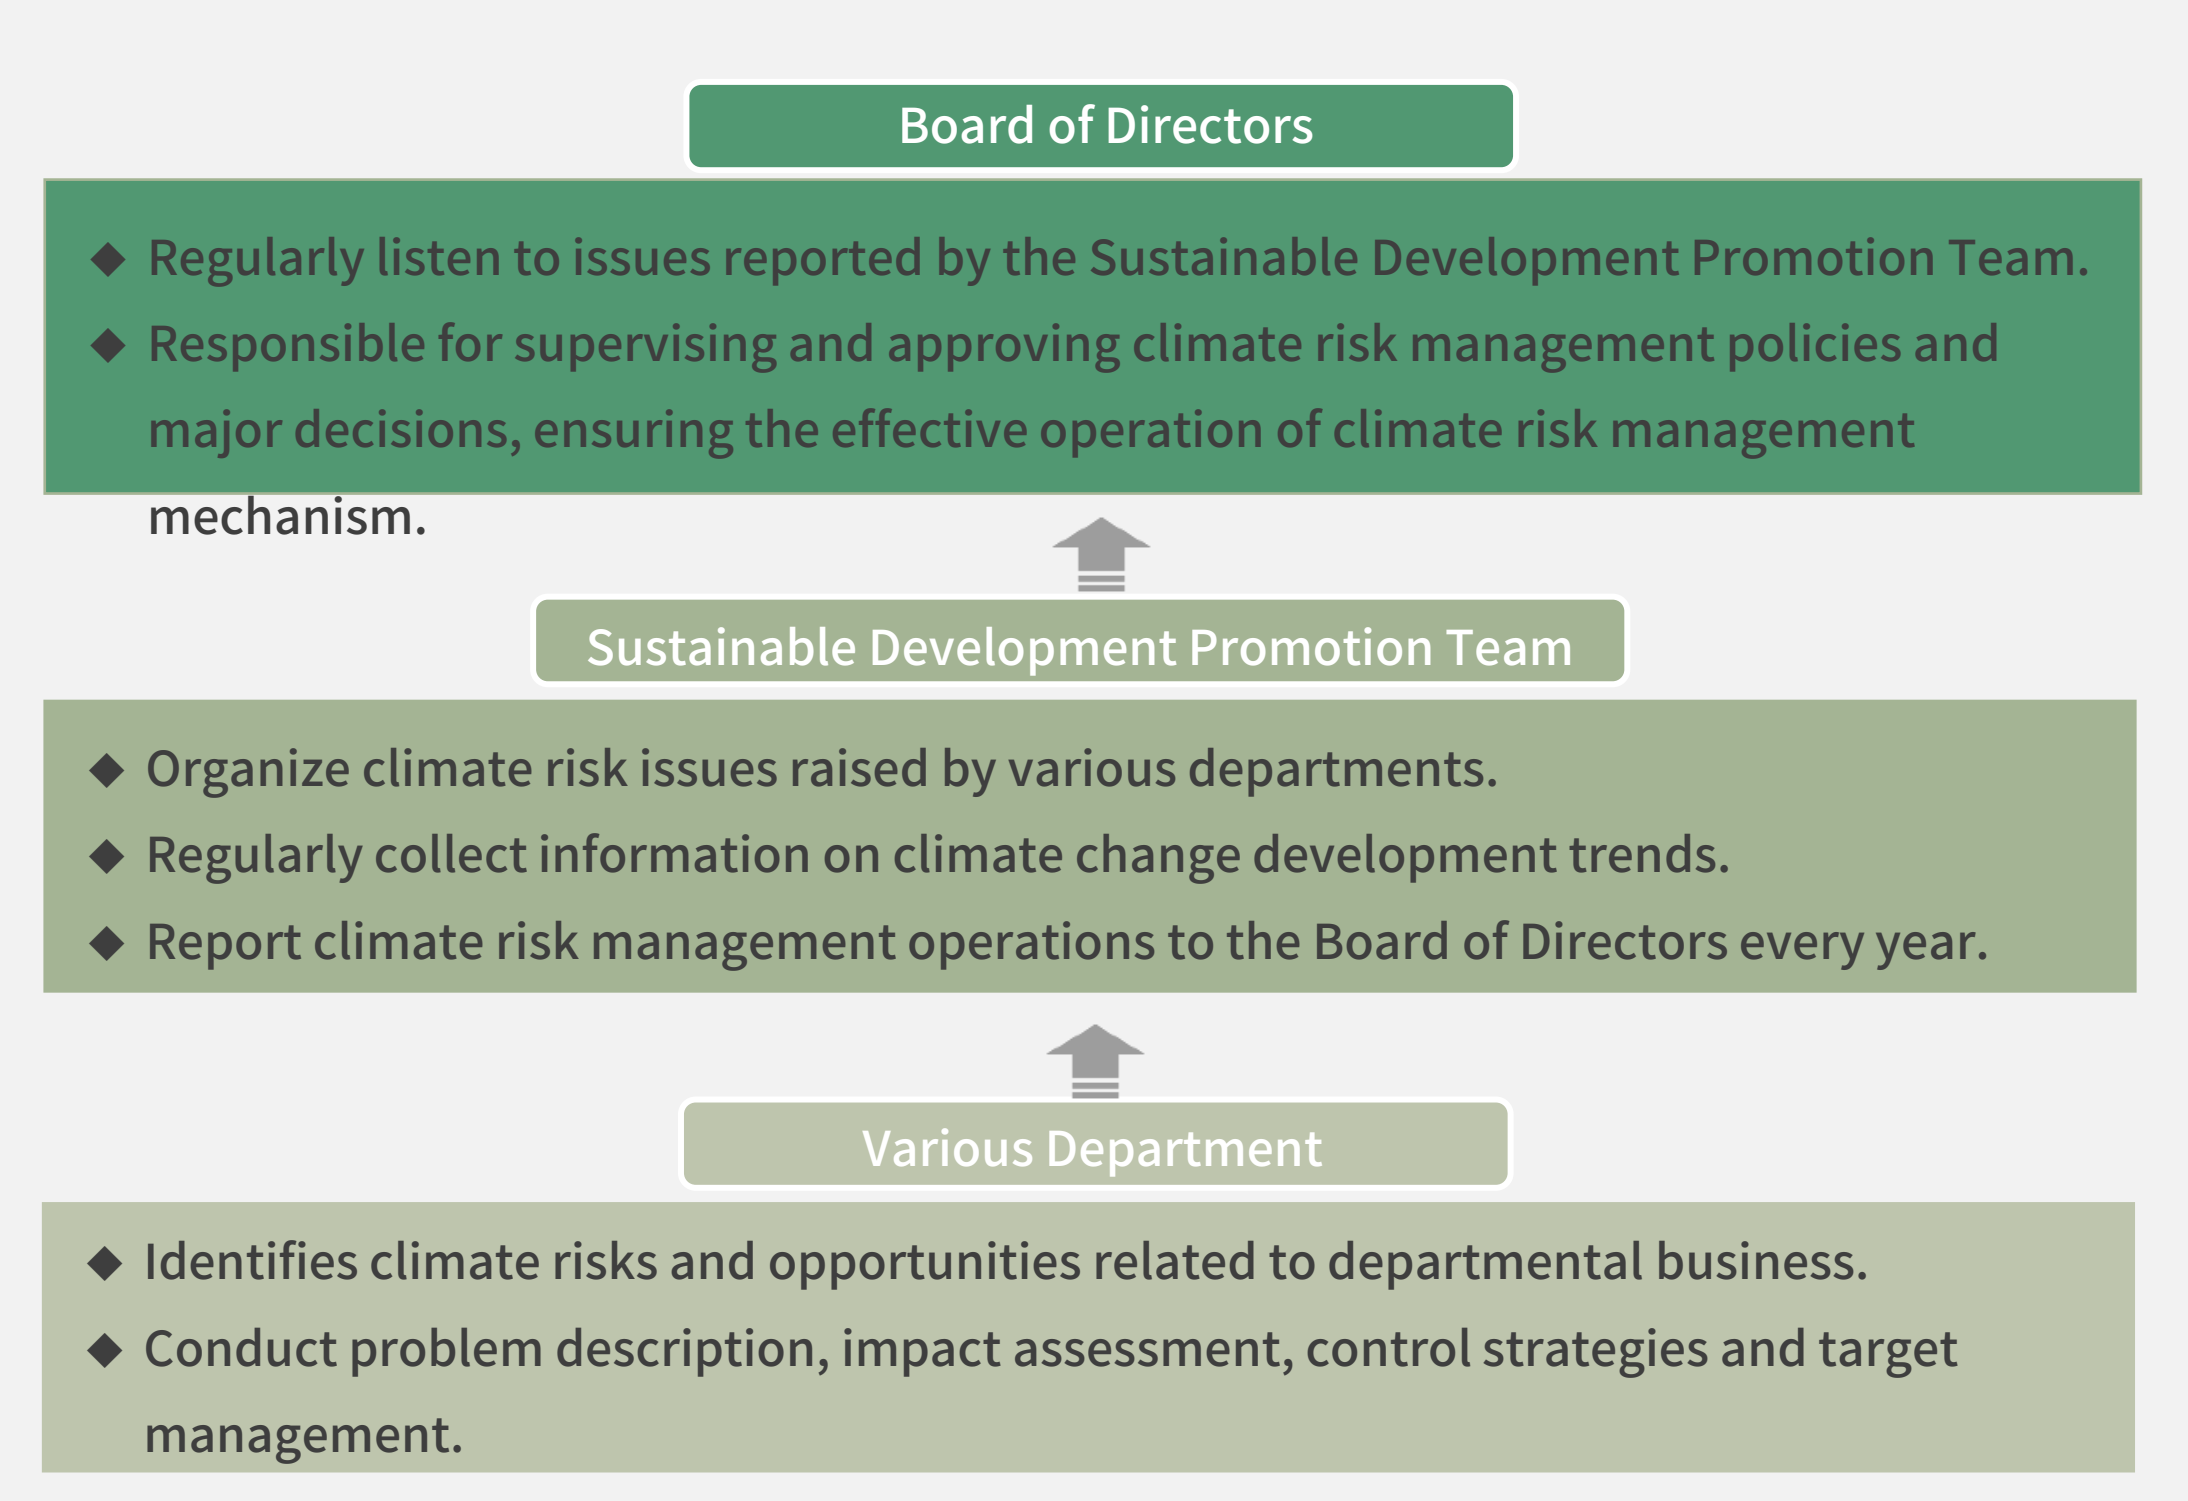 Board of Directors
◆ Regularly listen to issues reported by the Sustainable Development Promotion Team.
◆ Responsible for supervising and approving climate risk management policies and
major decisions, ensuring the effective operation of climate risk management
mechanism.
Sustainable Development Promotion Team
◆ Organize climate risk issues raised by various departments.
◆ Regularly collect information on climate change development trends.
◆ Report climate risk management operations to the Board of Directors every year.
Various Department
◆ Identifies climate risks and opportunities related to departmental business.
◆ Conduct problem description, impact assessment, control strategies and target
management.